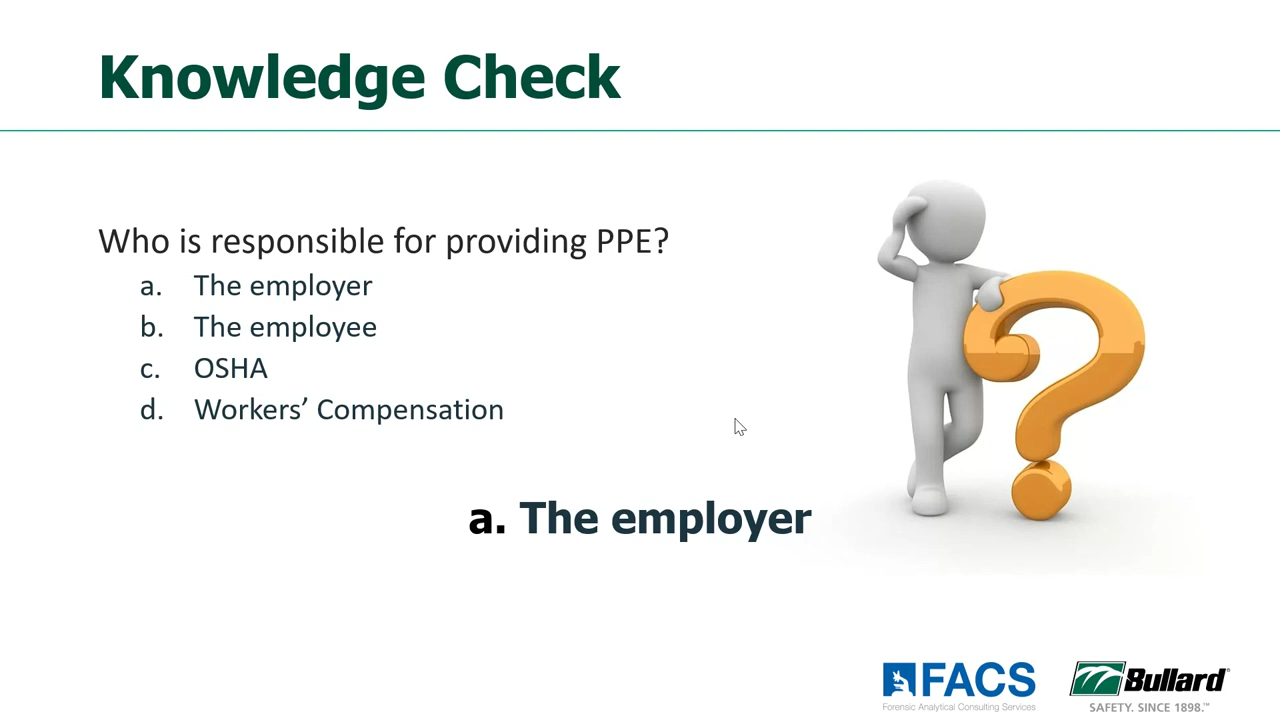 Knowledge Check
Who is responsible for providing PPE?
a. The employer
b. The employee
c. OSHA
d. Workers’ Compensation
a. The employer
FACS
Forensic Analytical Consulting Services
Bullard®
SAFETY. SINCE 1898.™